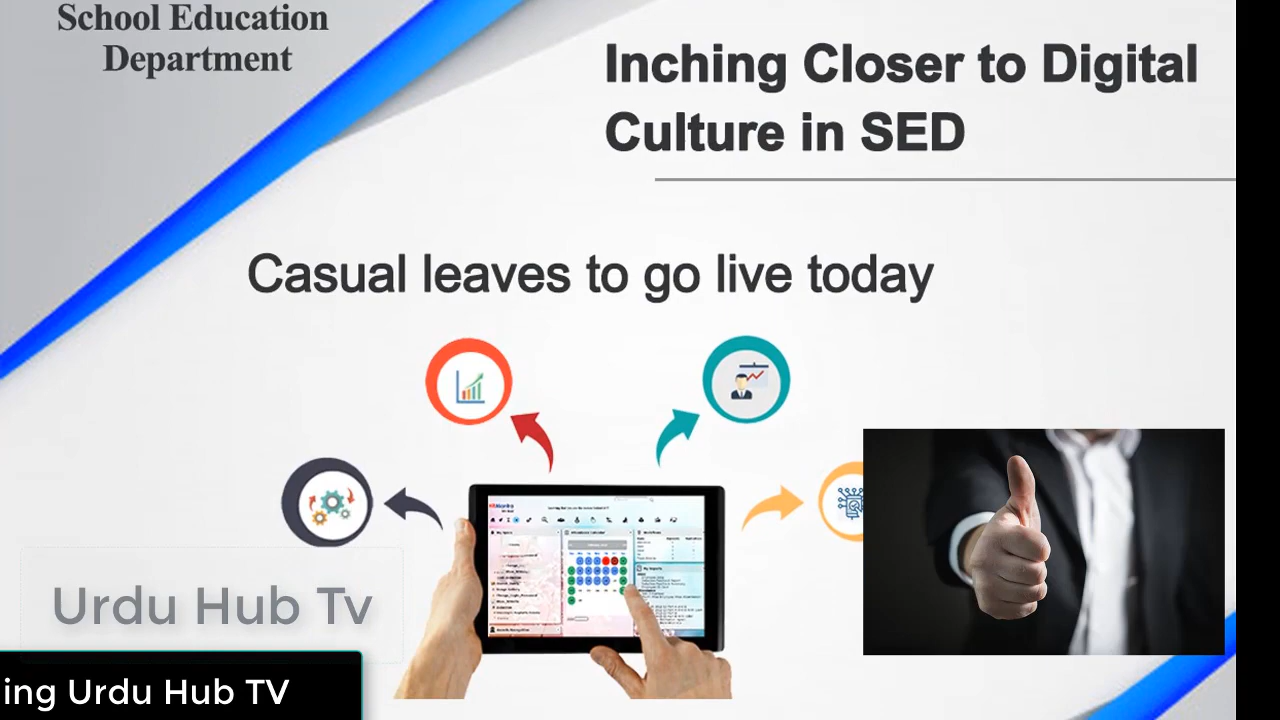 School Education
Department
Inching Closer to Digital
Culture in SED
Casual leaves to go live today
Urdu Hub Tv
ing Urdu Hub TV